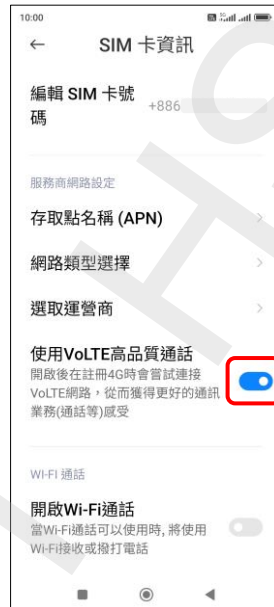 10:00
SIM 卡資訊
編輯 SIM 卡號
碼
+886
服務商網路設定
存取點名稱 (APN)
網路類型選擇
選取運營商
使用VoLTE高品質通話
開啟後在註冊4G時會嘗試連接
VoLTE網路，從而獲得更好的通訊
業務(通話等)感受
WI-FI 通話
開啟Wi-Fi通話
當Wi-Fi通話可以使用時, 將使用
Wi-Fi接收或撥打電話